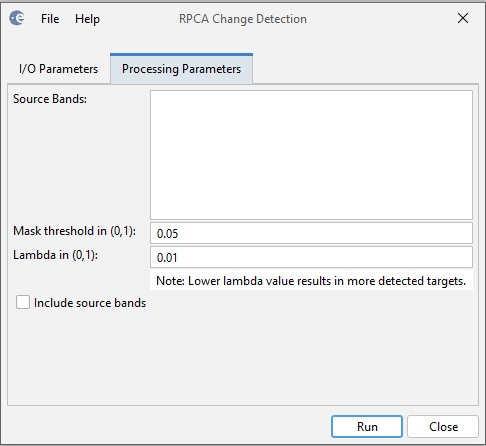 File Help RPCA Change Detection
I/O Parameters Processing Parameters
Source Bands:
Mask threshold in (0,1): 0.05
Lambda in (0,1): 0.01
Note: Lower lambda value results in more detected targets.
Include source bands
Run Close